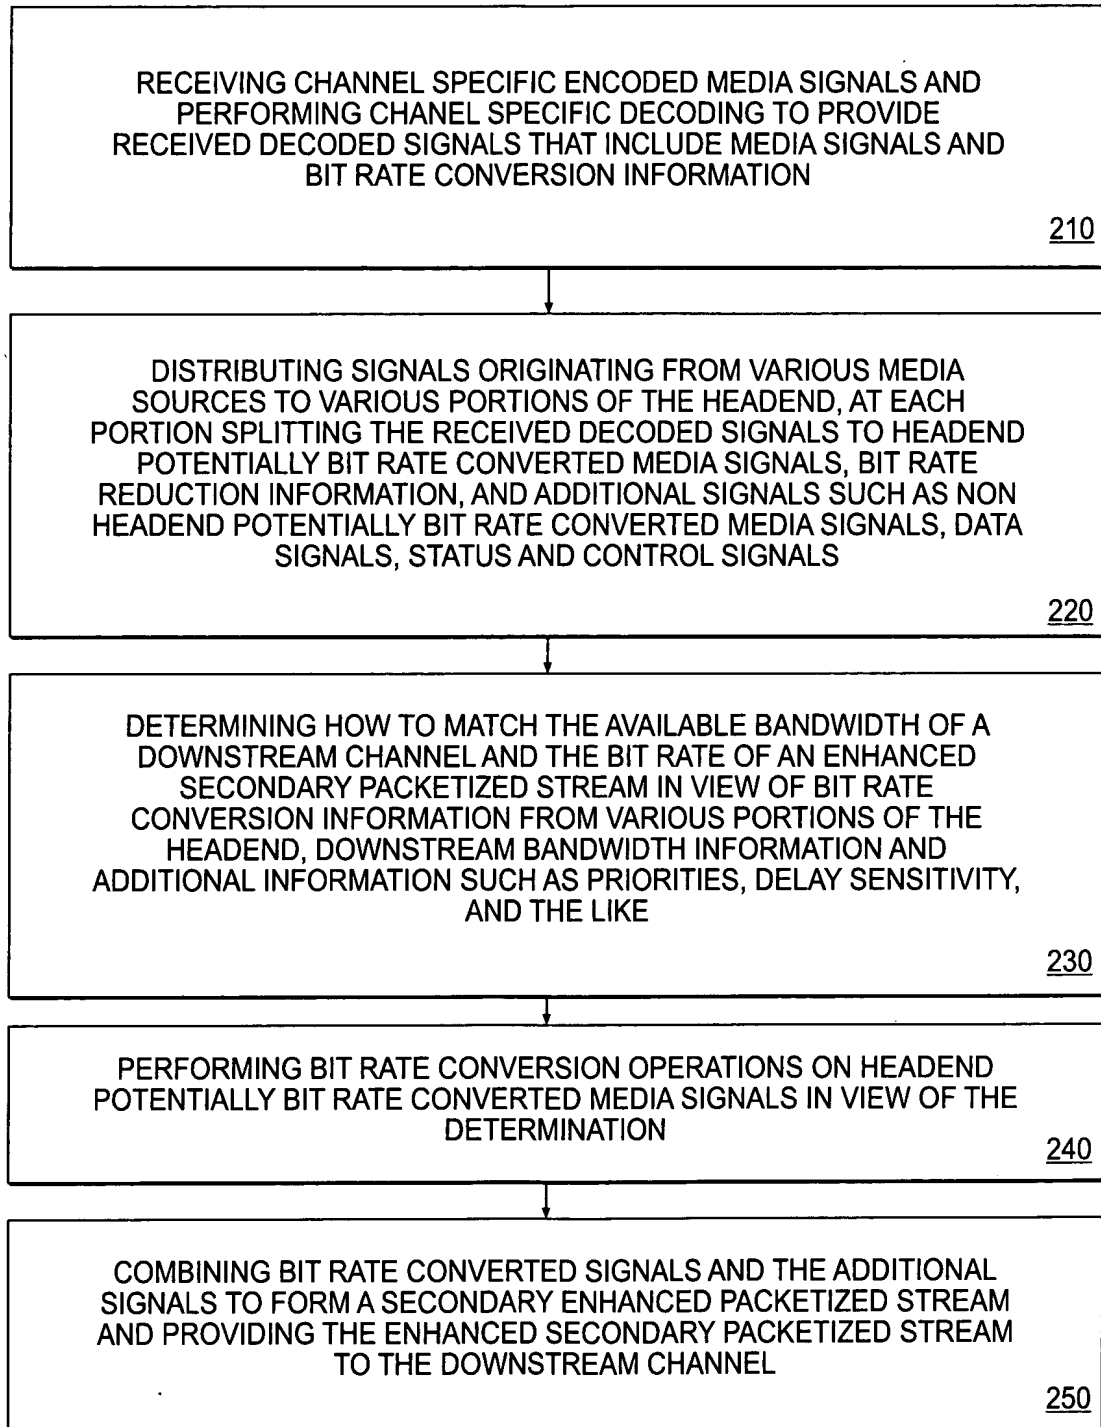 RECEIVING CHANNEL SPECIFIC ENCODED MEDIA SIGNALS AND
PERFORMING CHANEL SPECIFIC DECODING TO PROVIDE
RECEIVED DECODED SIGNALS THAT INCLUDE MEDIA SIGNALS AND
BIT RATE CONVERSION INFORMATION
210
DISTRIBUTING SIGNALS ORIGINATING FROM VARIOUS MEDIA
SOURCES TO VARIOUS PORTIONS OF THE HEADEND, AT EACH
PORTION SPLITTING THE RECEIVED DECODED SIGNALS TO HEADEND
POTENTIALLY BIT RATE CONVERTED MEDIA SIGNALS, BIT RATE
REDUCTION INFORMATION, AND ADDITIONAL SIGNALS SUCH AS NON
HEADEND POTENTIALLY BIT RATE CONVERTED MEDIA SIGNALS, DATA
SIGNALS, STATUS AND CONTROL SIGNALS
220
DETERMINING HOW TO MATCH THE AVAILABLE BANDWIDTH OF A
DOWNSTREAM CHANNEL AND THE BIT RATE OF AN ENHANCED
SECONDARY PACKETIZED STREAM IN VIEW OF BIT RATE
CONVERSION INFORMATION FROM VARIOUS PORTIONS OF THE
HEADEND, DOWNSTREAM BANDWIDTH INFORMATION AND
ADDITIONAL INFORMATION SUCH AS PRIORITIES, DELAY SENSITIVITY,
AND THE LIKE
230
PERFORMING BIT RATE CONVERSION OPERATIONS ON HEADEND
POTENTIALLY BIT RATE CONVERTED MEDIA SIGNALS IN VIEW OF THE
DETERMINATION
240
COMBINING BIT RATE CONVERTED SIGNALS AND THE ADDITIONAL
SIGNALS TO FORM A SECONDARY ENHANCED PACKETIZED STREAM
AND PROVIDING THE ENHANCED SECONDARY PACKETIZED STREAM
TO THE DOWNSTREAM CHANNEL
250